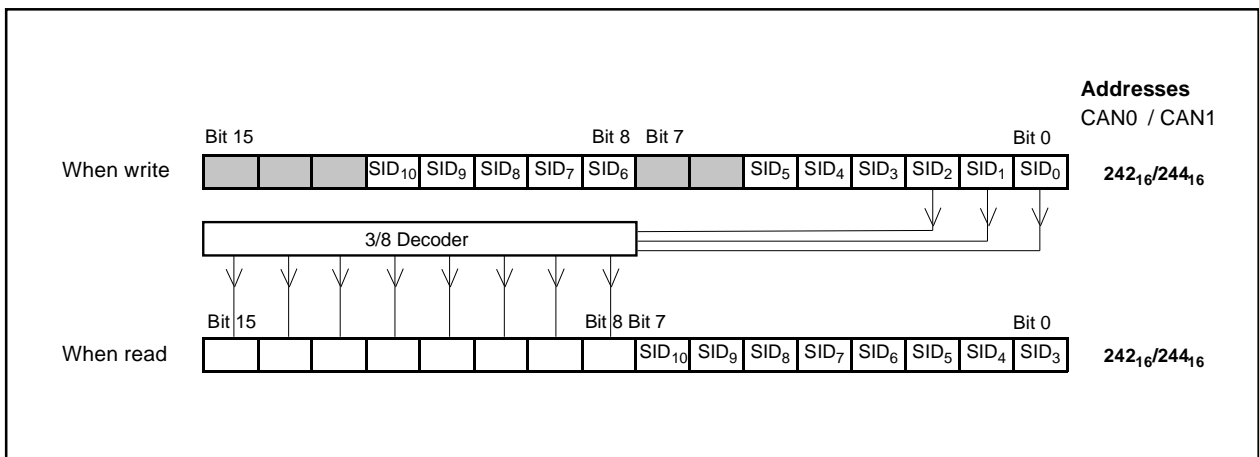 Addresses
CAN0 / CAN1
Bit 15 Bit 8 Bit 7 Bit 0
When write SID10 SID9 SID8 SID7 SID6 SID5 SID4 SID3 SID2 SID1 SID0 24216/24416
3/8 Decoder
Bit 15 Bit 8 Bit 7 Bit 0
When read SID10 SID9 SID8 SID7 SID6 SID5 SID4 SID3 24216/24416